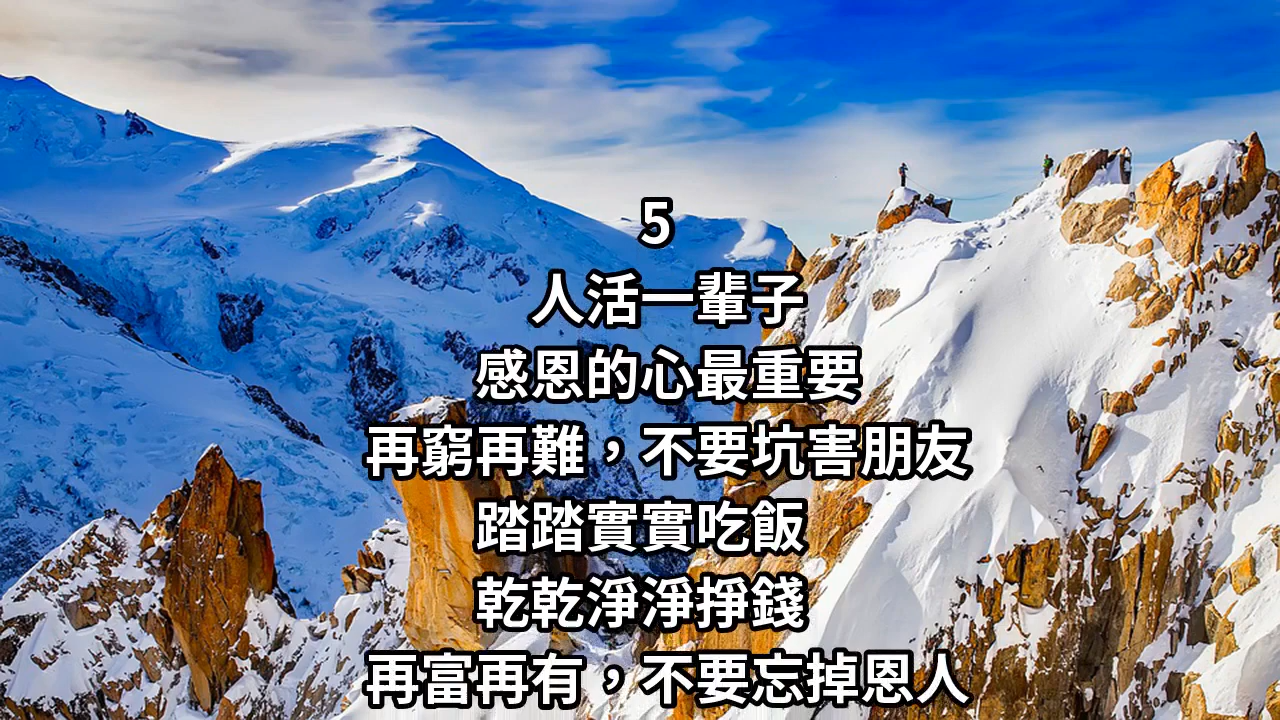 5
人活一輩子
感恩的心最重要
再窮再難，不要坑害朋友
踏踏實實吃飯
乾乾淨淨掙錢
再富再有，不要忘掉恩人